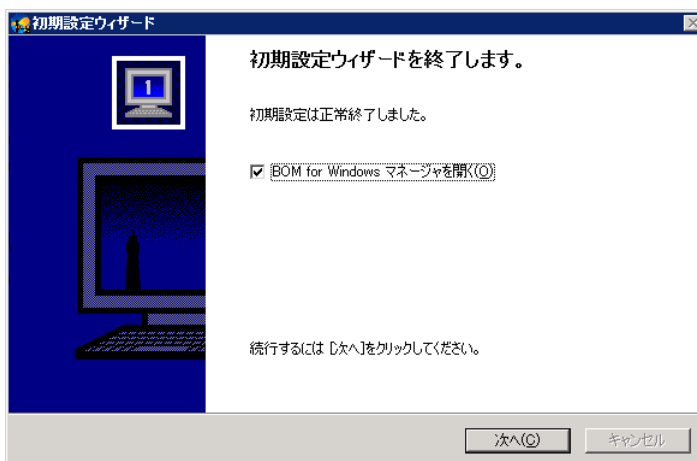 初期設定ウィザード
初期設定ウィザードを終了します。
1
初期設定は正常終了しました。
BOM for Windows マネージャを開く(O)
続行するには [次へ]をクリックしてください。
次へ(C)
キャンセル